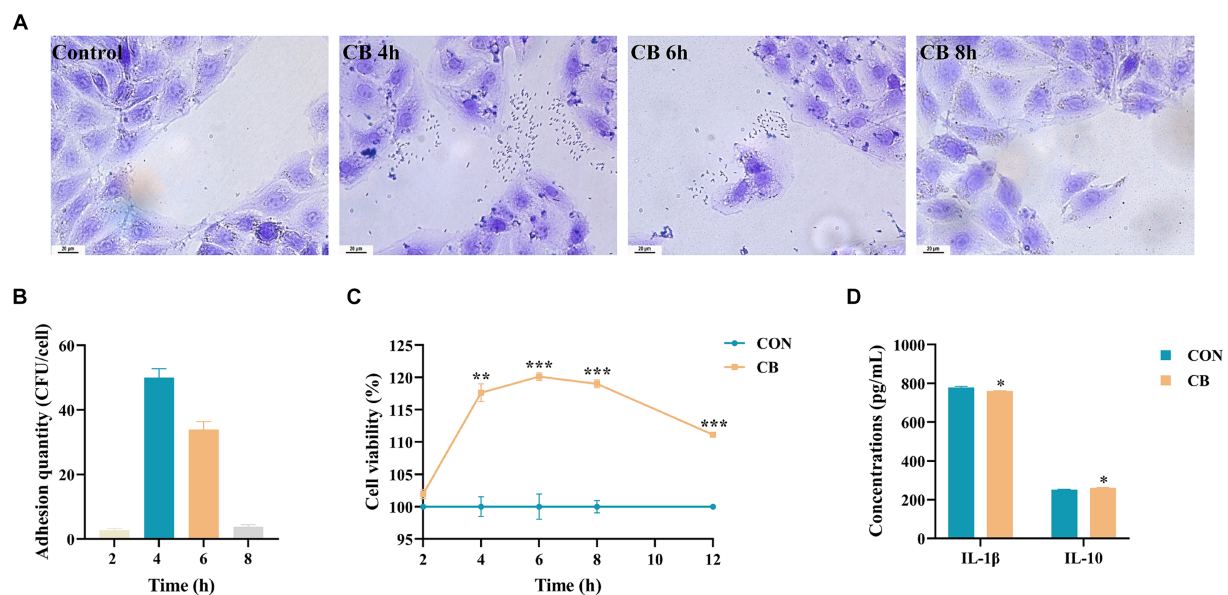 A
Control
CB 4h
CB 6h
CB 8h
20 μm
20 μm
20 μm
20 μm
B
Adhesion quantity (CFU/cell)
60
40
20
0
2 4 6 8
Time (h)
C
Cell viability (%)
125
120
115
110
105
100
95
** *** *** ***
2 4 6 8 10 12
Time (h)
CON
CB
D
Concentrations (pg/mL)
1000
800
600
400
200
0
* *
IL-1β IL-10
CON
CB